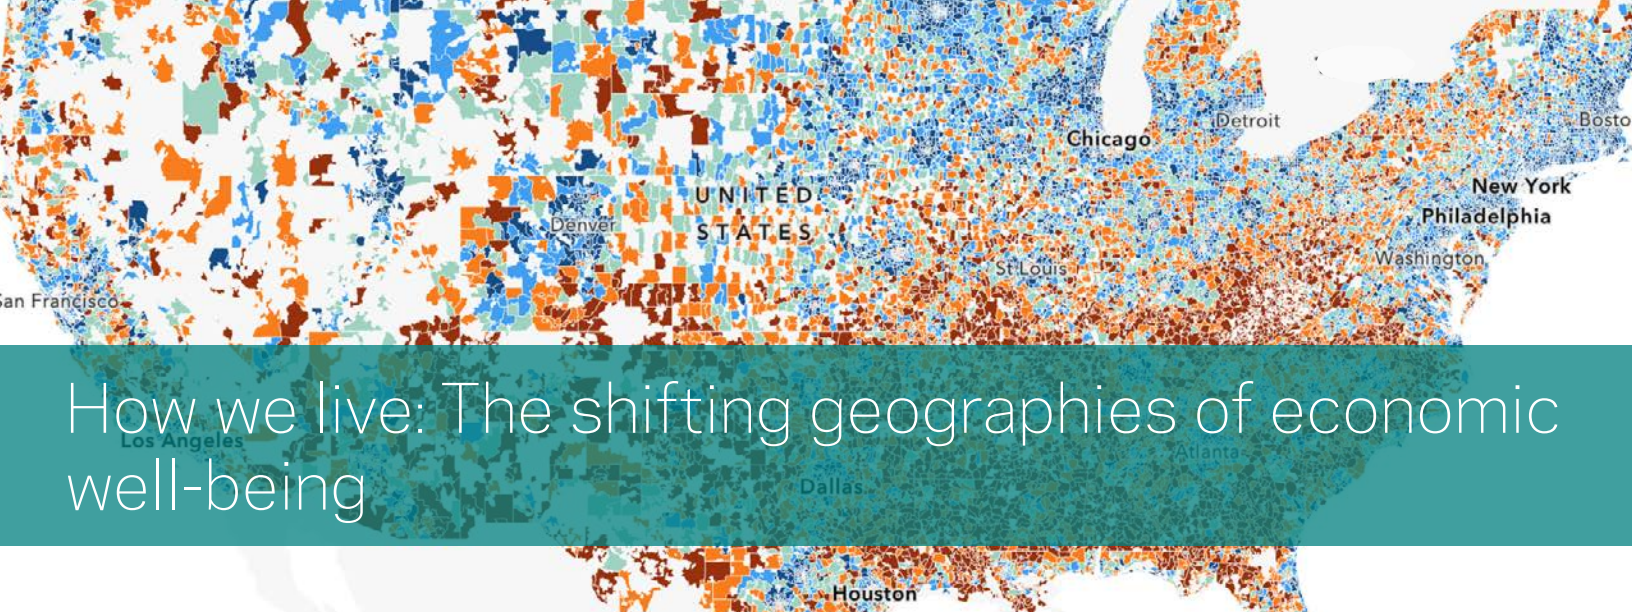 Detroit
Bosto
Chicago
New York
UNITED
Philadelphia
Denver
STATES
Washington
St Louis
San Francisco
How we live: The shifting geographies of economic
Los Angeles
Atlanta
well-being
Dallas
Houston